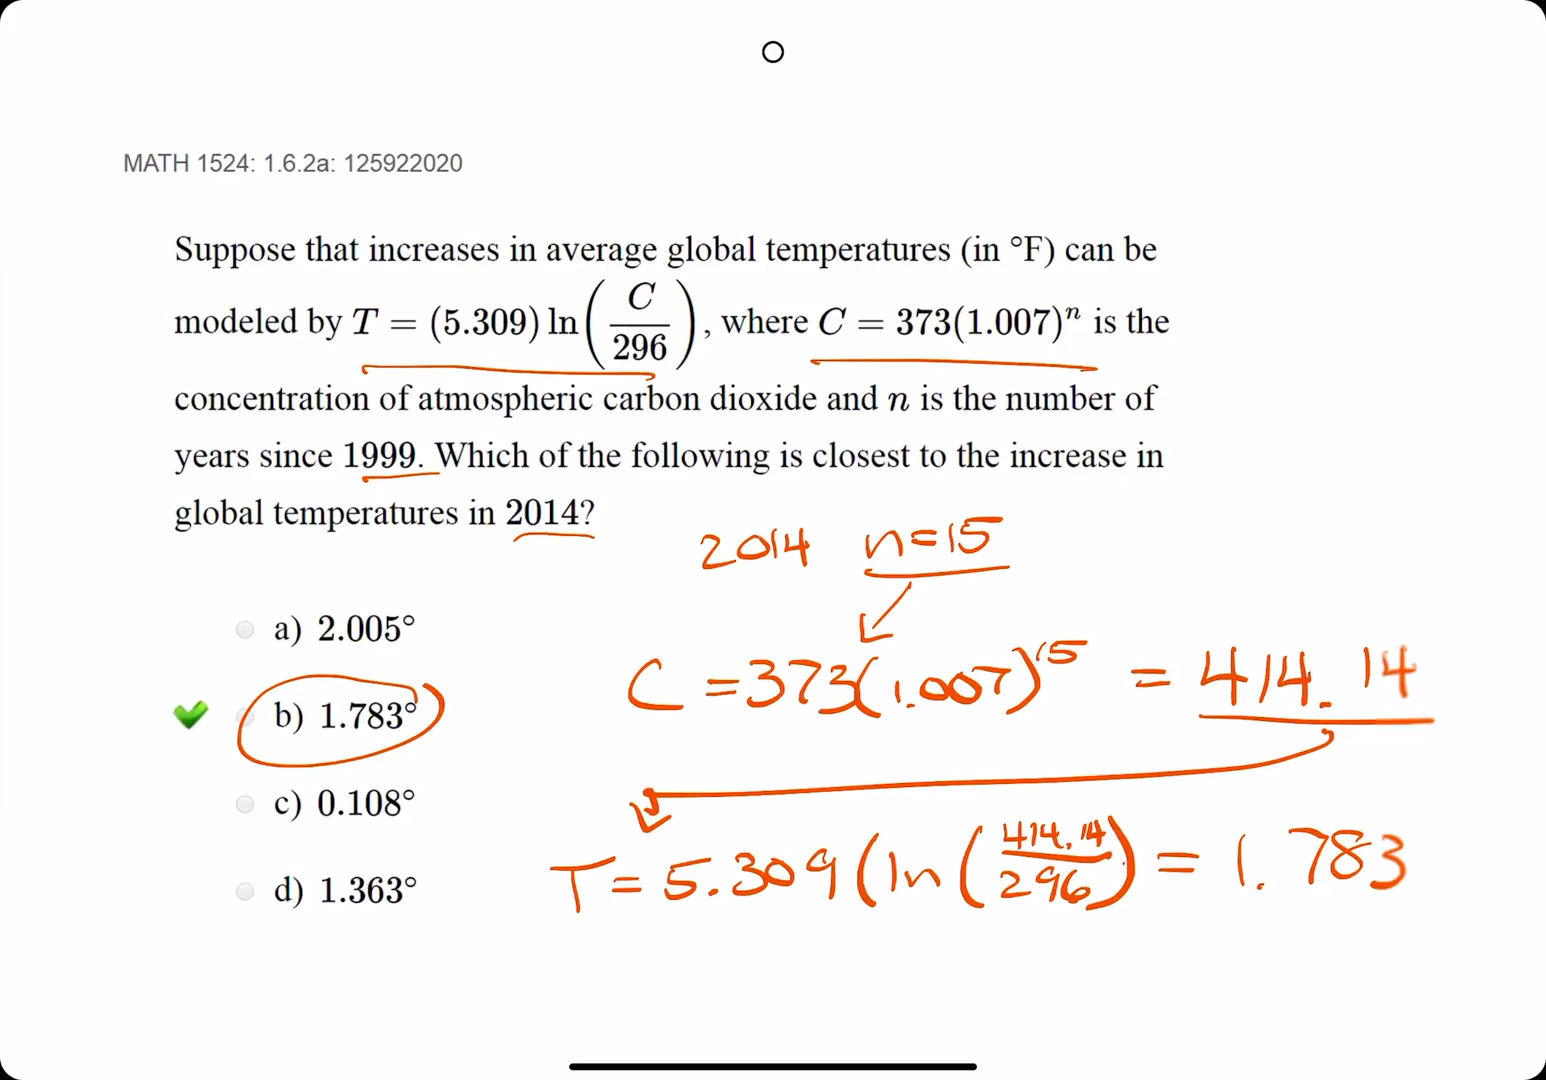 MATH 1524: 1.6.2a: 125922020
Suppose that increases in average global temperatures (in °F) can be
modeled by T = (5.309) ln(C/296), where C = 373(1.007)ⁿ is the
concentration of atmospheric carbon dioxide and n is the number of
years since 1999. Which of the following is closest to the increase in
global temperatures in 2014?
2014 n=15
a) 2.005°
C = 373(1.007)¹⁵ = 414.14
b) 1.783°
c) 0.108°
T = 5.309 (ln (414.14/296) = 1.783
d) 1.363°